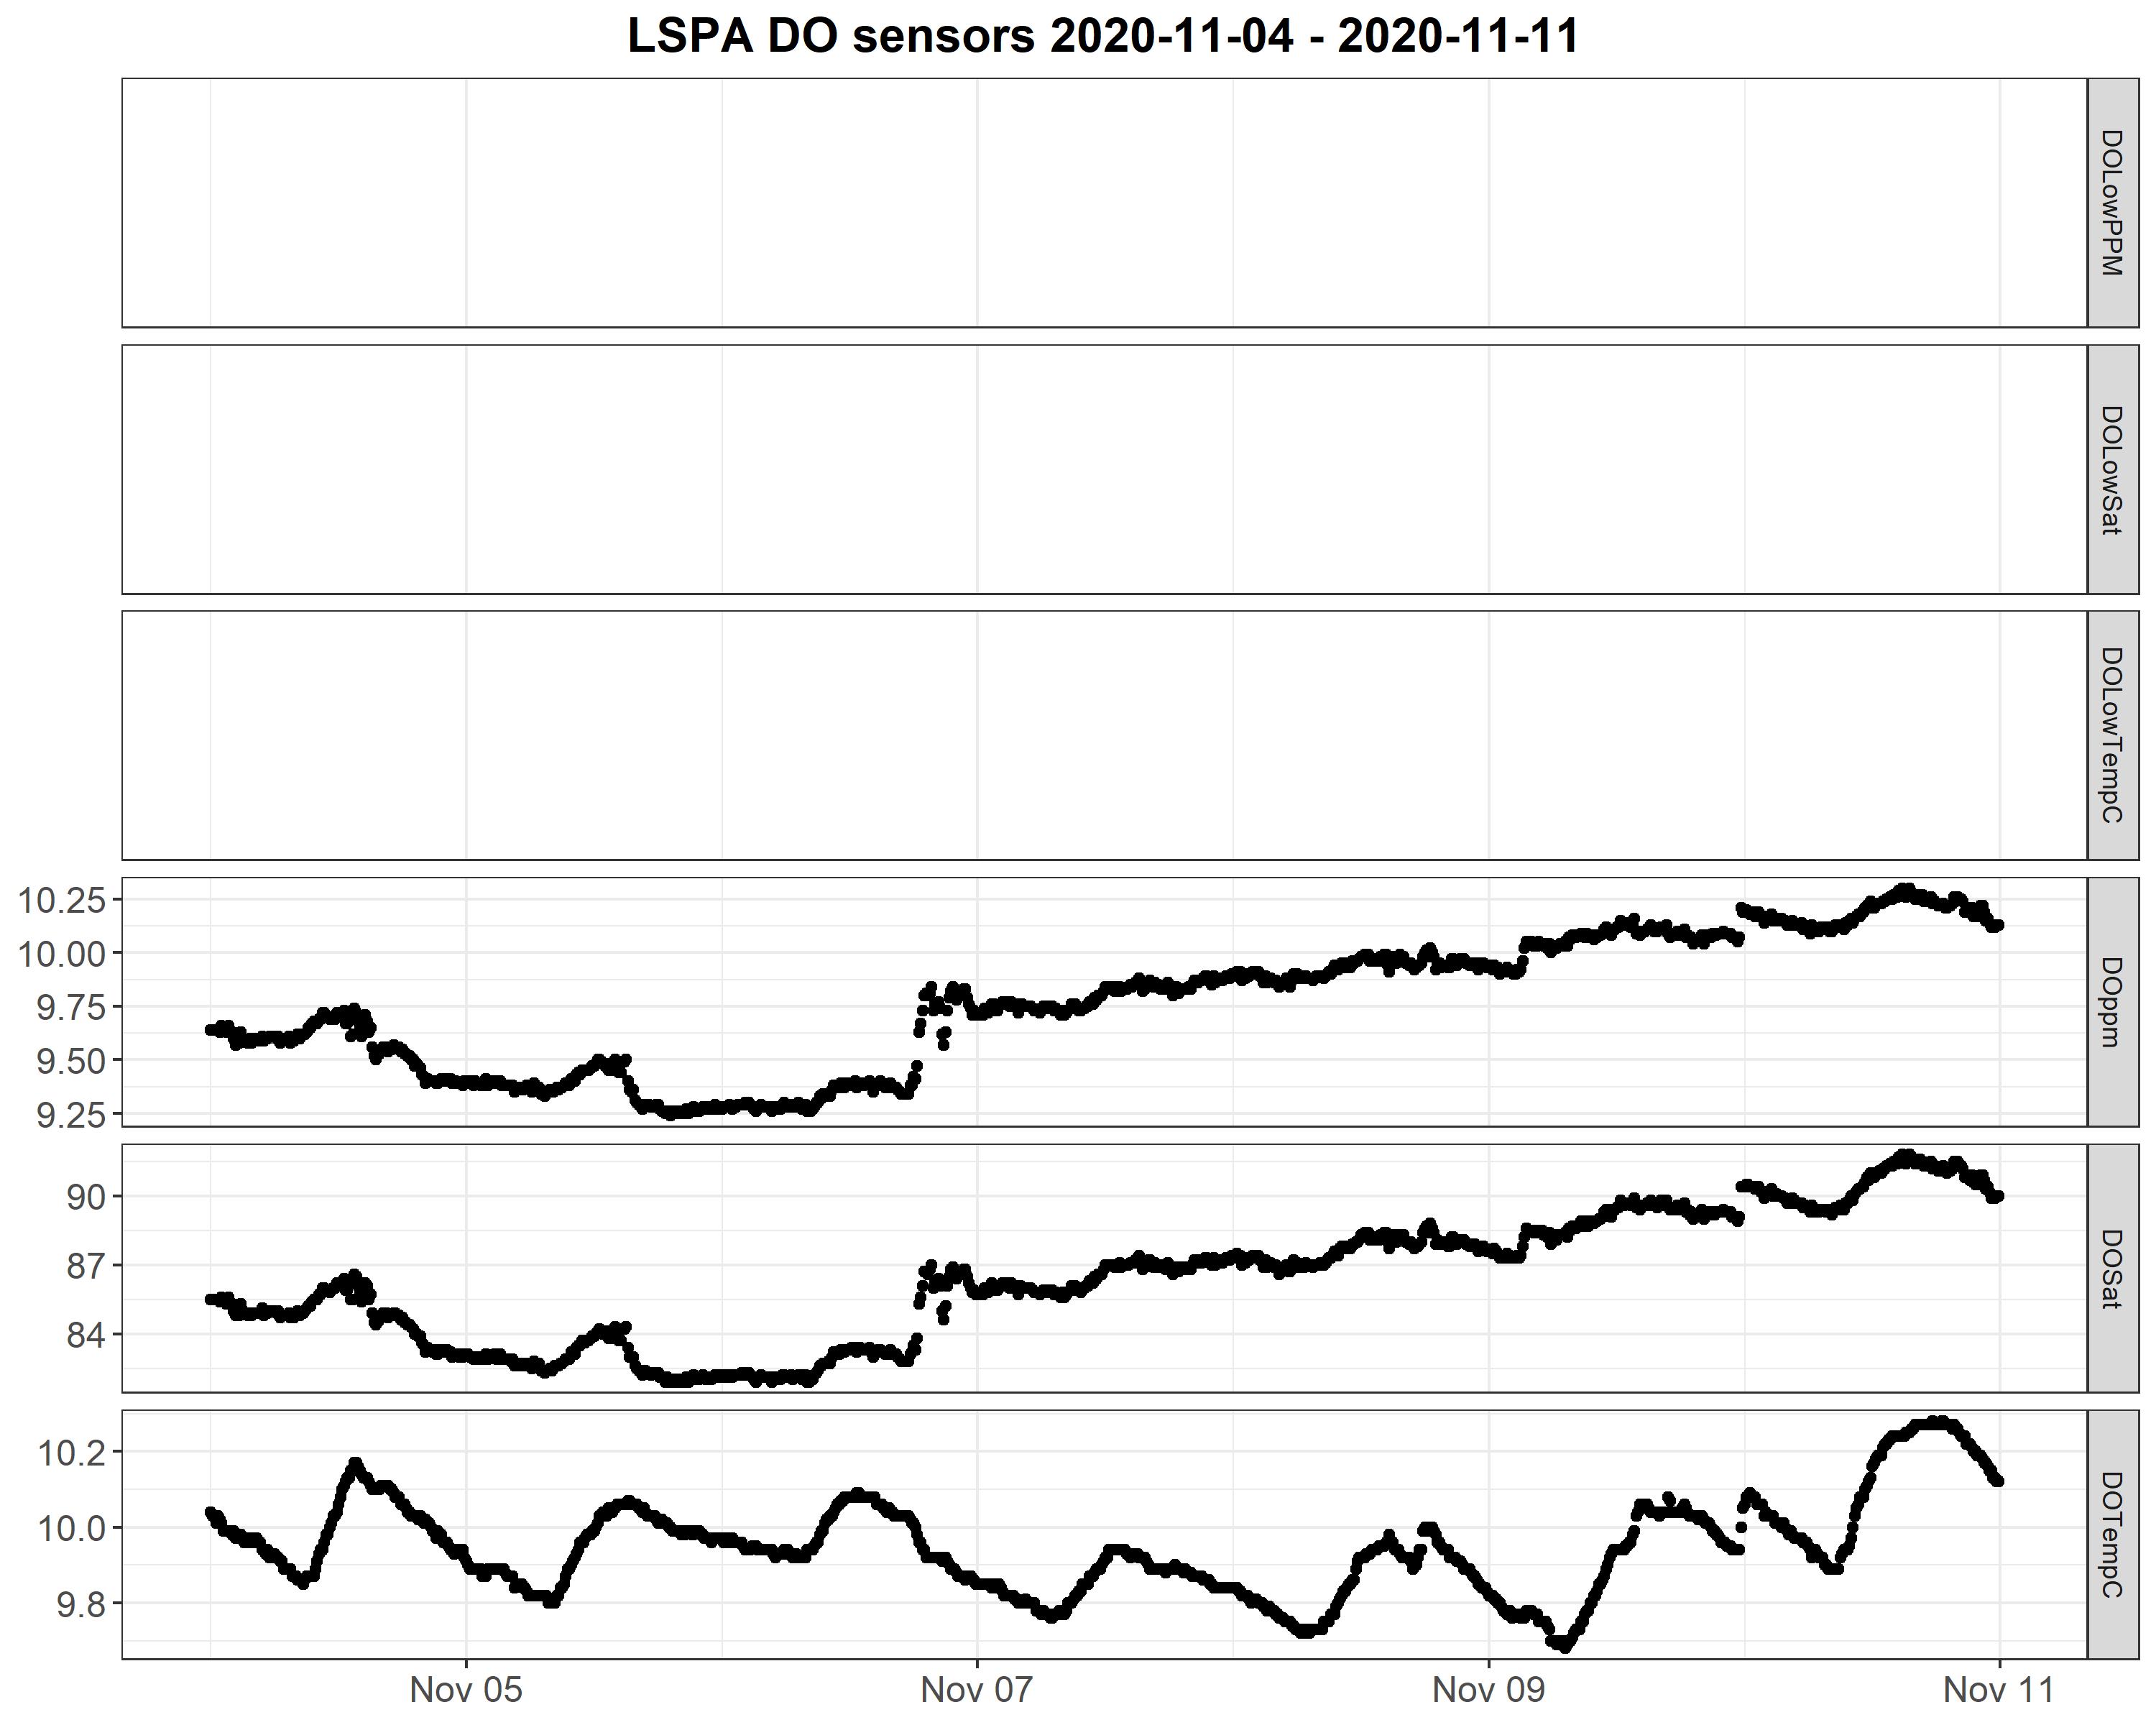 LSPA DO sensors 2020-11-04 - 2020-11-11
DOLowPPM
DOLowSat
DOLowTempC
10.25
10.00
9.75
9.50
9.25
DOppm
90
87
84
DOSat
10.2
10.0
9.8
DOTempC
Nov 05 Nov 07 Nov 09 Nov 11